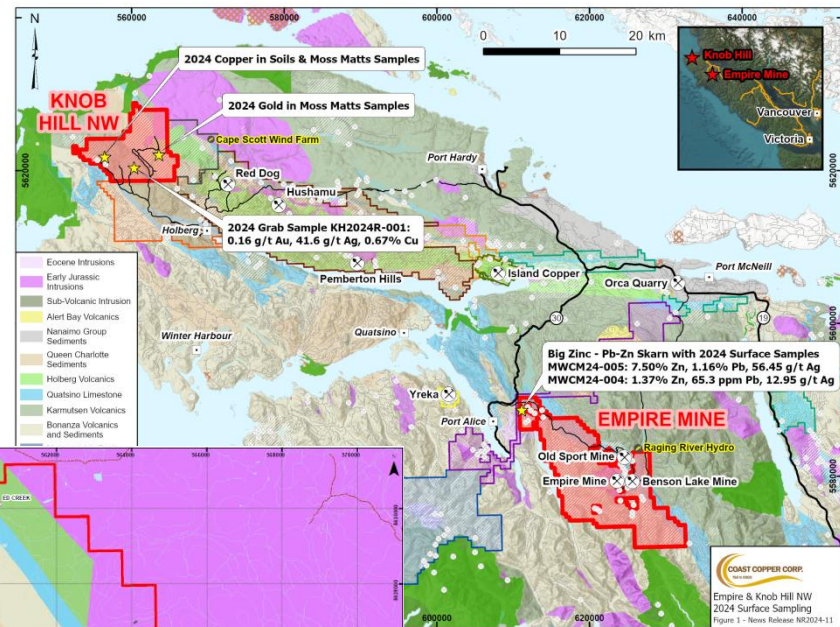 560000
580000
600000
620000
640000
N
0
10
20 km
2024 Copper in Soils & Moss Matts Samples
KNOB
HILL NW
2024 Gold in Moss Matts Samples
Cape Scott Wind Farm
Knob Hill
Empire Mine
Vancouver
Victoria
5620000
5620000
Port Hardy
Red Dog
Hushamu
Holberg
2024 Grab Sample KH2024R-001:
0.16 g/t Au, 41.6 g/t Ag, 0.67% Cu
Pemberton Hills
Island Copper
Port McNeill
Orca Quarry
Eocene Intrusions
Early Jurassic
Intrusions
Sub-Volcanic Intrusion
Alert Bay Volcanics
Nanaimo Group
Sediments
Queen Charlotte
Sediments
Holberg Volcanics
Quatsino Limestone
Karmutsen Volcanics
Bonanza Volcanics
and Sediments
Winter Harbour
Quatsino
30
19
5600000
Big Zinc - Pb-Zn Skarn with 2024 Surface Samples
MWCM24-005: 7.50% Zn, 1.16% Pb, 56.45 g/t Ag
MWCM24-004: 1.37% Zn, 65.3 ppm Pb, 12.95 g/t Ag
Yreka
Port Alice
EMPIRE MINE
Old Sport Mine
Raging River Hydro
Empire Mine
Benson Lake Mine
5580000
562000
564000
566000
568000
570000
COAST COPPER CORP.
Empire & Knob Hill NW
2024 Surface Sampling
Figure 1 - News Release NR2024-11
600000
620000